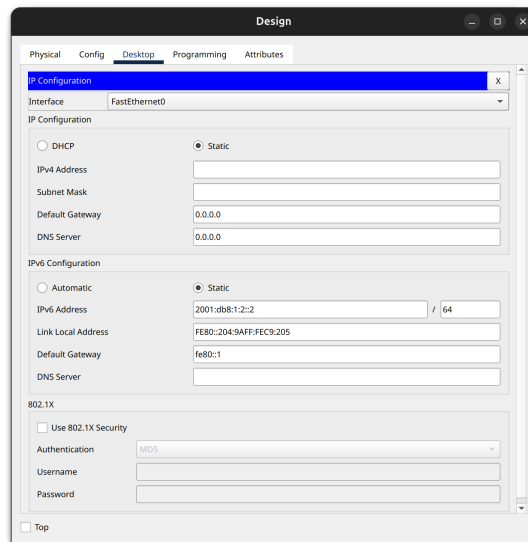 Design
Physical Config Desktop Programming Attributes
IP Configuration X
Interface FastEthernet0
IP Configuration
DHCP Static
IPv4 Address
Subnet Mask
Default Gateway 0.0.0.0
DNS Server 0.0.0.0
IPv6 Configuration
Automatic Static
IPv6 Address 2001:db8:1:2::2 / 64
Link Local Address FE80::204:9AFF:FEC9:205
Default Gateway fe80::1
DNS Server
802.1X
Use 802.1X Security
Authentication MD5
Username
Password
Top